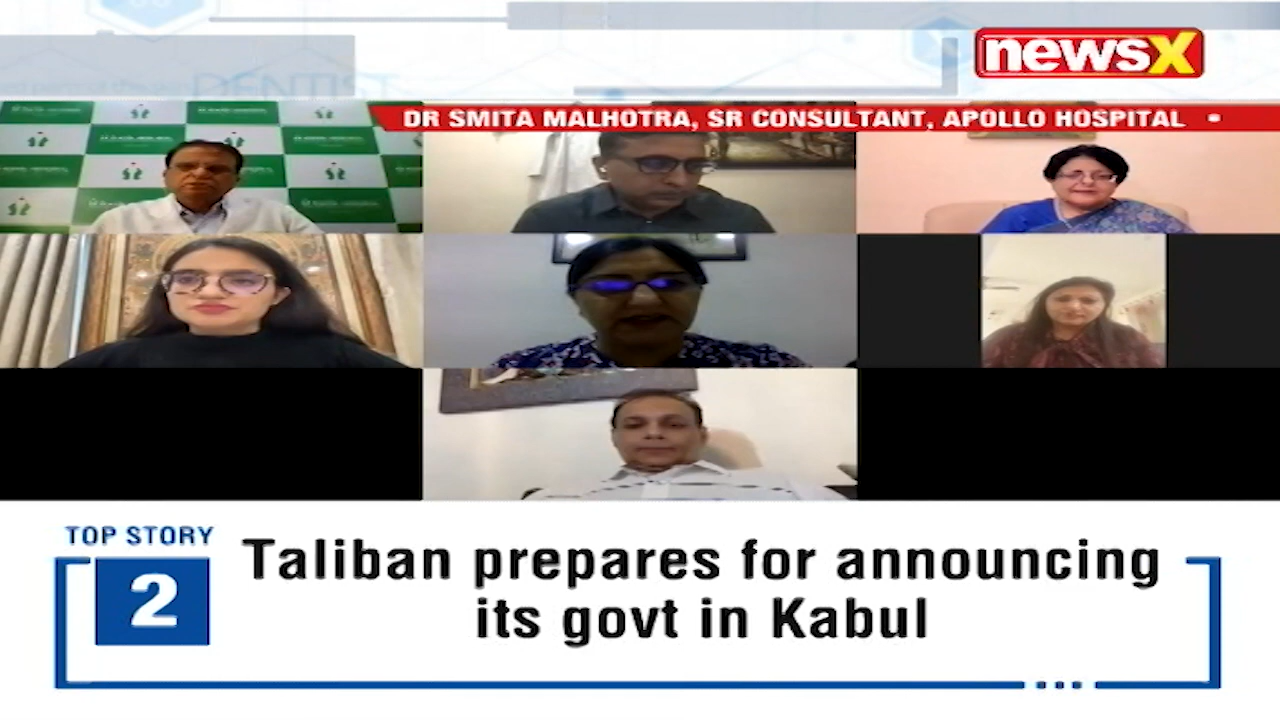 newsX
DENTIST
DR SMITA MALHOTRA, SR CONSULTANT, APOLLO HOSPITAL
TOP STORY
2
Taliban prepares for announcing
its govt in Kabul